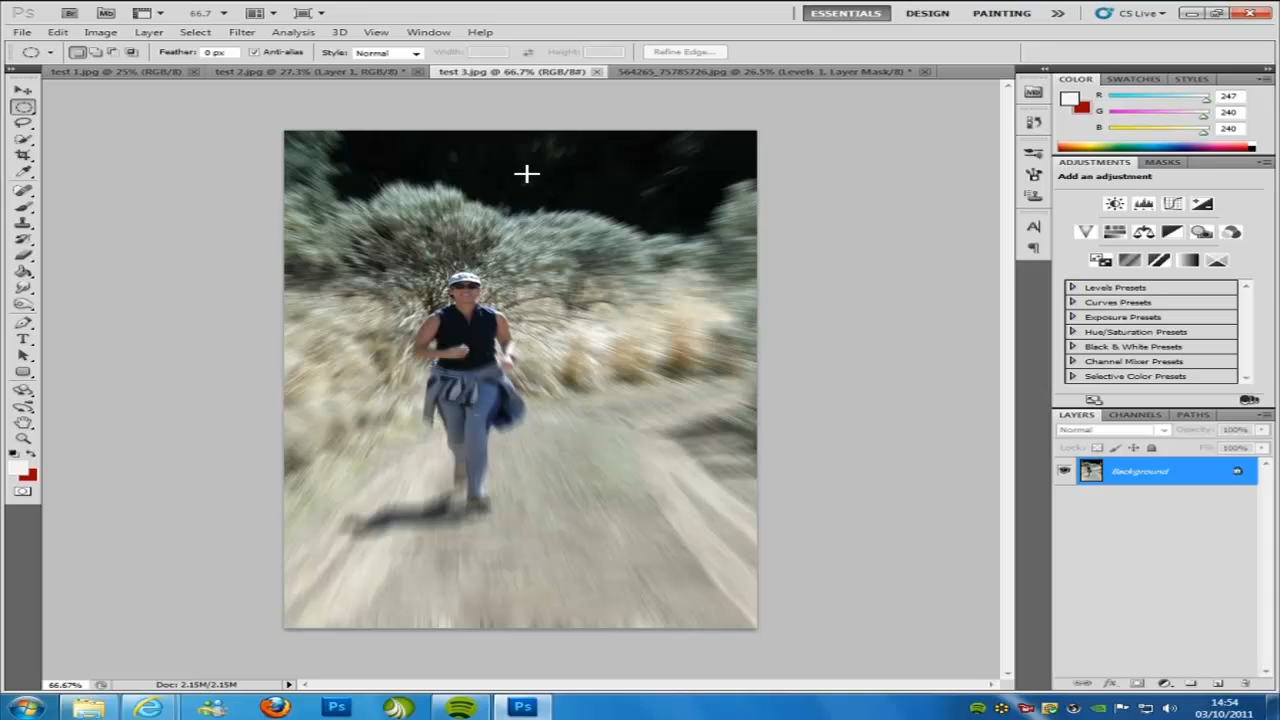 Ps Br Mb 66.7 ESSENTIALS DESIGN PAINTING CS Live
File Edit Image Layer Select Filter Analysis 3D View Window Help
Feather: 0 px Anti-alias Style: Normal Width: Height: Refine Edge...
test 1.jpg @ 25% (RGB/8) test 2.jpg @ 27.3% (Layer 1, RGB/8) * test 3.jpg @ 66.7% (RGB/8#) 564265_75785726.jpg @ 26.5% (Levels 1, Layer Mask/8) *
COLOR SWATCHES STYLES
R 247
G 240
B 240
ADJUSTMENTS MASKS
Add an adjustment
Levels Presets
Curves Presets
Exposure Presets
Hue/Saturation Presets
Black & White Presets
Channel Mixer Presets
Selective Color Presets
LAYERS CHANNELS PATHS
Normal Opacity: 100%
Lock: Fill: 100%
Background
66.67% Doc: 2.15M/2.15M
Ps Ps 14:54
03/10/2011